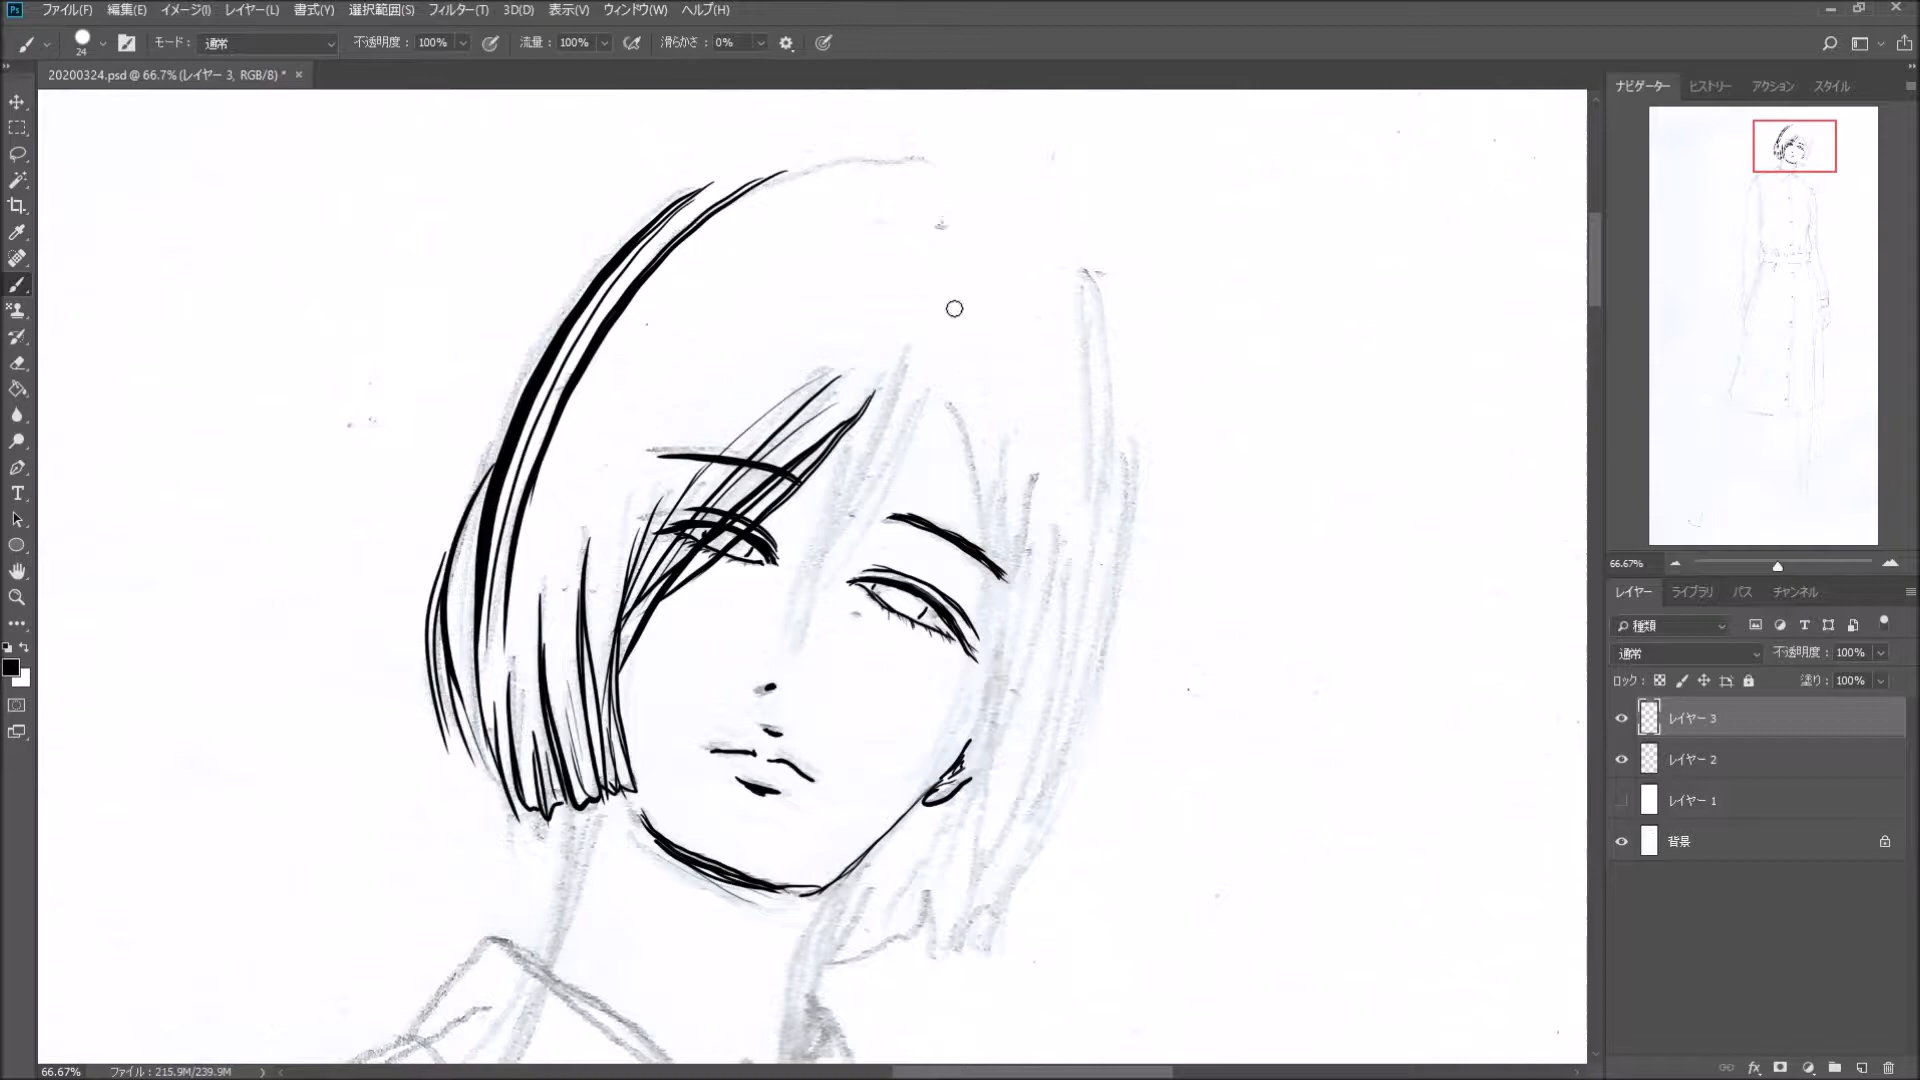 Ps ファイル(F) 編集(E) イメージ(I) レイヤー(L) 書式(Y) 選択範囲(S) フィルター(T) 3D(D) 表示(V) ウィンドウ(W) ヘルプ(H)
24 モード: 通常 不透明度: 100% 流量: 100% 滑らかさ: 0%
20200324.psd @ 66.7% (レイヤー 3, RGB/8) *
ナビゲーター ヒストリー アクション スタイル
66.67%
レイヤー ライブラリ パス チャンネル
種類
通常 不透明度: 100%
ロック: 塗り: 100%
レイヤー 3
レイヤー 2
レイヤー 1
背景
66.67% ファイル: 215.9M/239.9M